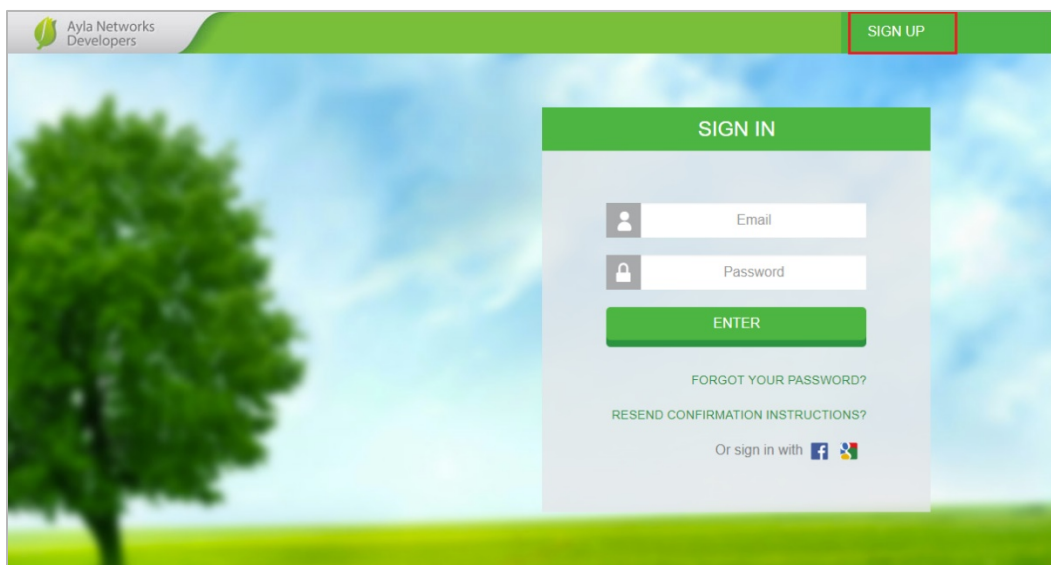 Ayla Networks
Developers
SIGN UP
SIGN IN
Email
Password
ENTER
FORGOT YOUR PASSWORD?
RESEND CONFIRMATION INSTRUCTIONS?
Or sign in with